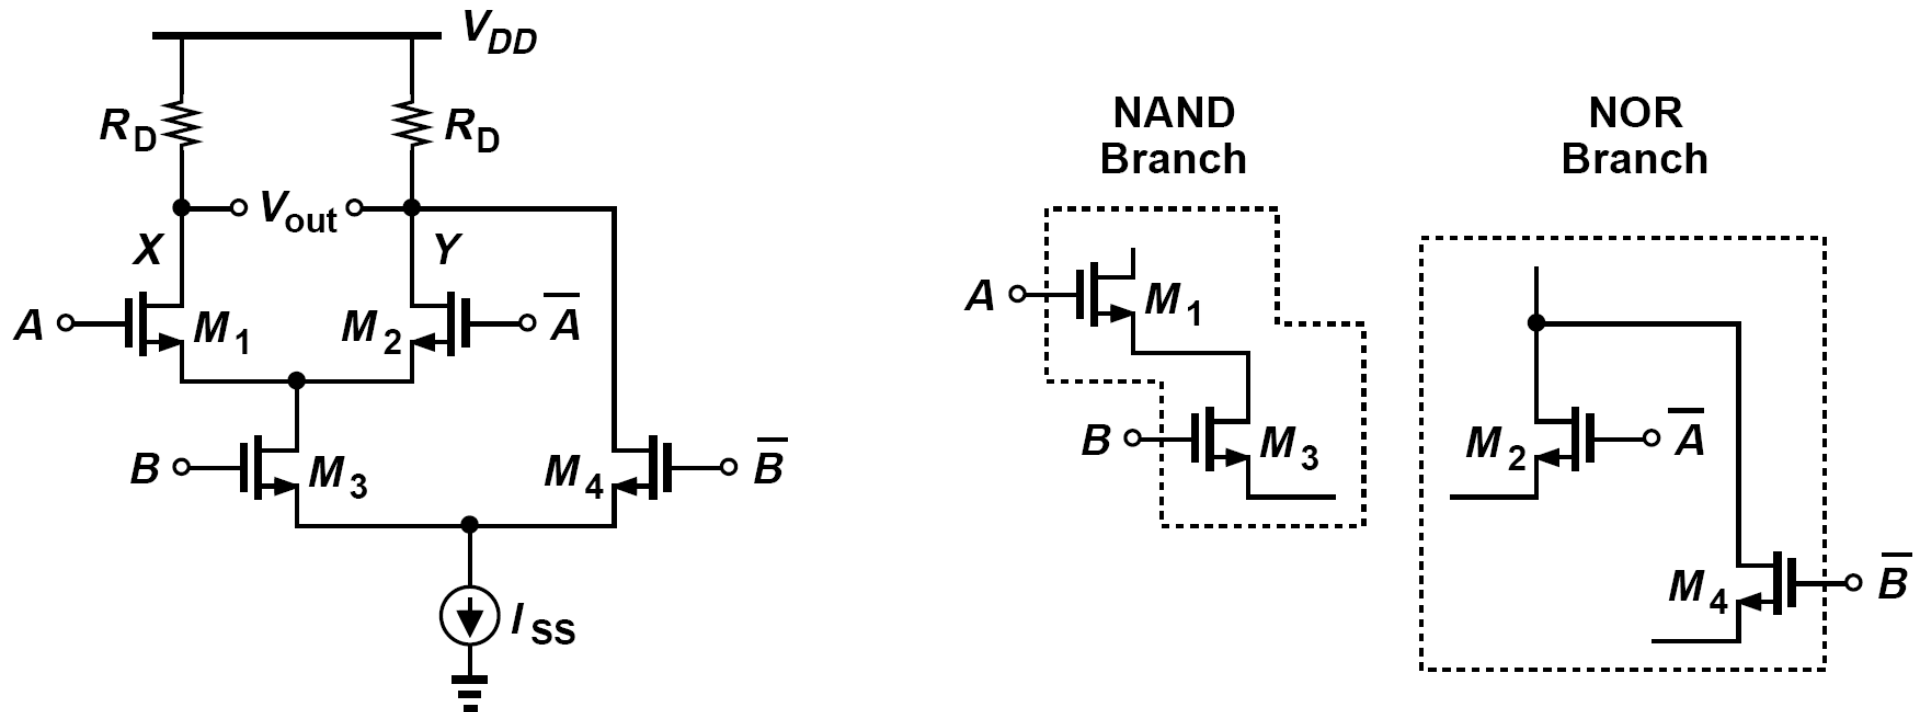 V_DD
R_D
R_D
V_out
X
Y
A
M_1
M_2
A̅
B
M_3
M_4
B̅
I_SS
NAND
Branch
A
M_1
B
M_3
NOR
Branch
M_2
A̅
M_4
B̅